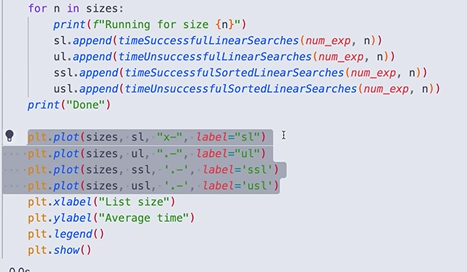 for n in sizes:
    print(f"Running for size {n}")
    sl.append(timeSuccessfulLinearSearches(num_exp, n))
    ul.append(timeUnsuccessfulLinearSearches(num_exp, n))
    ssl.append(timeSuccessfulSortedLinearSearches(num_exp, n))
    usl.append(timeUnsuccessfulSortedLinearSearches(num_exp, n))
print("Done")
plt.plot(sizes, sl, "x-", label="sl")
plt.plot(sizes, ul, ".-", label="ul")
plt.plot(sizes, ssl, '.-', label='ssl')
plt.plot(sizes, usl, '.-', label='usl')
plt.xlabel("List size")
plt.ylabel("Average time")
plt.legend()
plt.show()